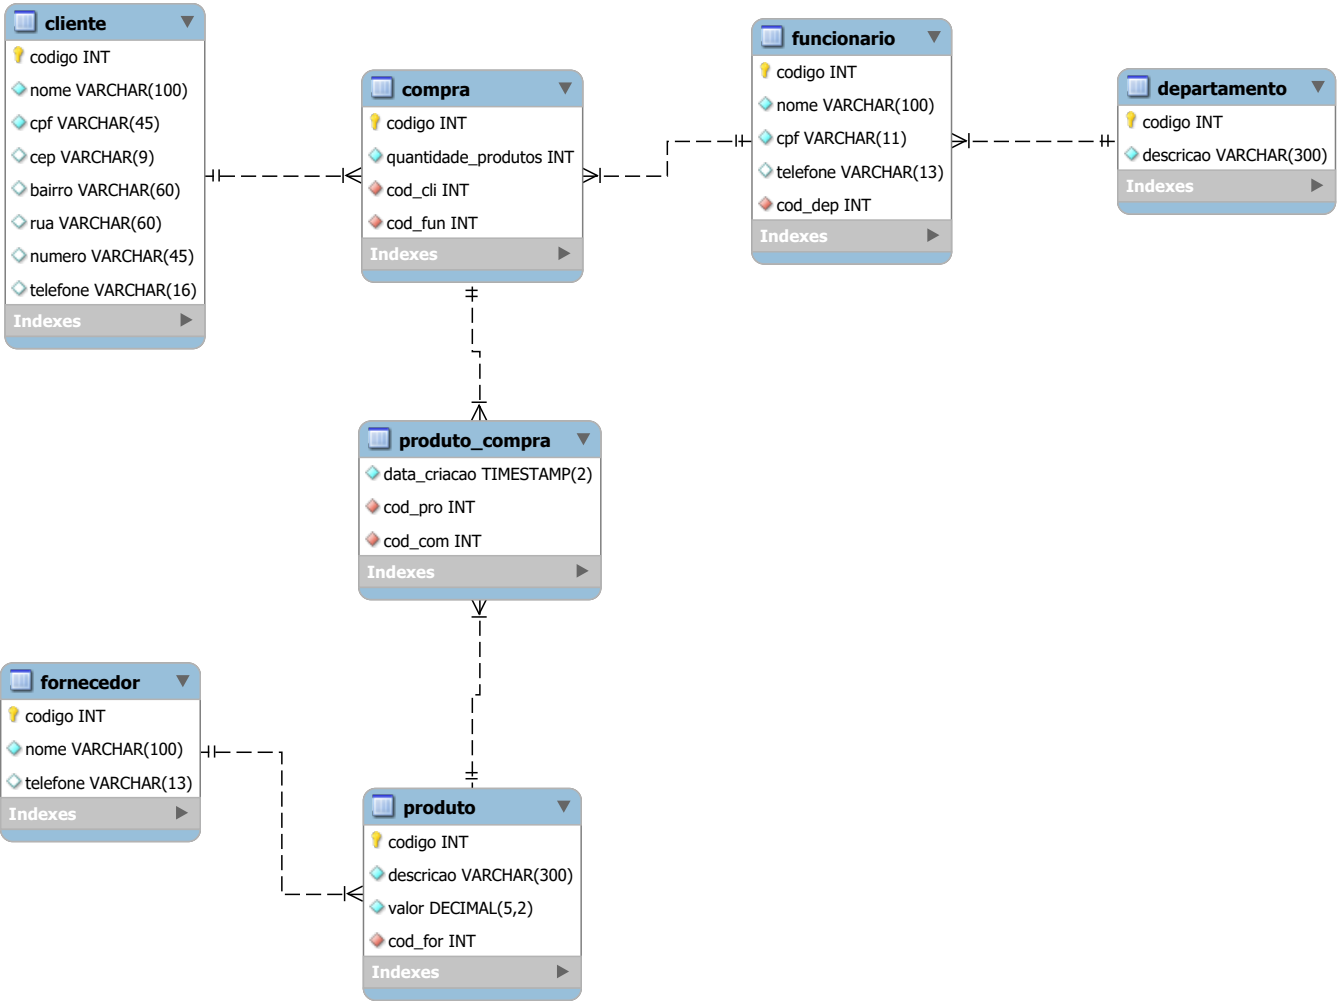 cliente
codigo INT
nome VARCHAR(100)
cpf VARCHAR(45)
cep VARCHAR(9)
bairro VARCHAR(60)
rua VARCHAR(60)
numero VARCHAR(45)
telefone VARCHAR(16)
Indexes
compra
codigo INT
quantidade_produtos INT
cod_cli INT
cod_fun INT
Indexes
funcionario
codigo INT
nome VARCHAR(100)
cpf VARCHAR(11)
telefone VARCHAR(13)
cod_dep INT
Indexes
departamento
codigo INT
descricao VARCHAR(300)
Indexes
produto_compra
data_criacao TIMESTAMP(2)
cod_pro INT
cod_com INT
Indexes
fornecedor
codigo INT
nome VARCHAR(100)
telefone VARCHAR(13)
Indexes
produto
codigo INT
descricao VARCHAR(300)
valor DECIMAL(5,2)
cod_for INT
Indexes